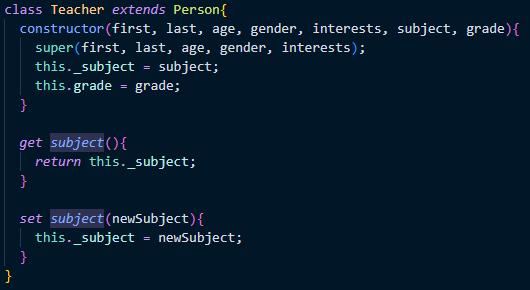 class Teacher extends Person{
constructor(first, last, age, gender, interests, subject, grade){
super(first, last, age, gender, interests);
this._subject = subject;
this.grade = grade;
}
get subject(){
return this._subject;
}
set subject(newSubject){
this._subject = newSubject;
}
}